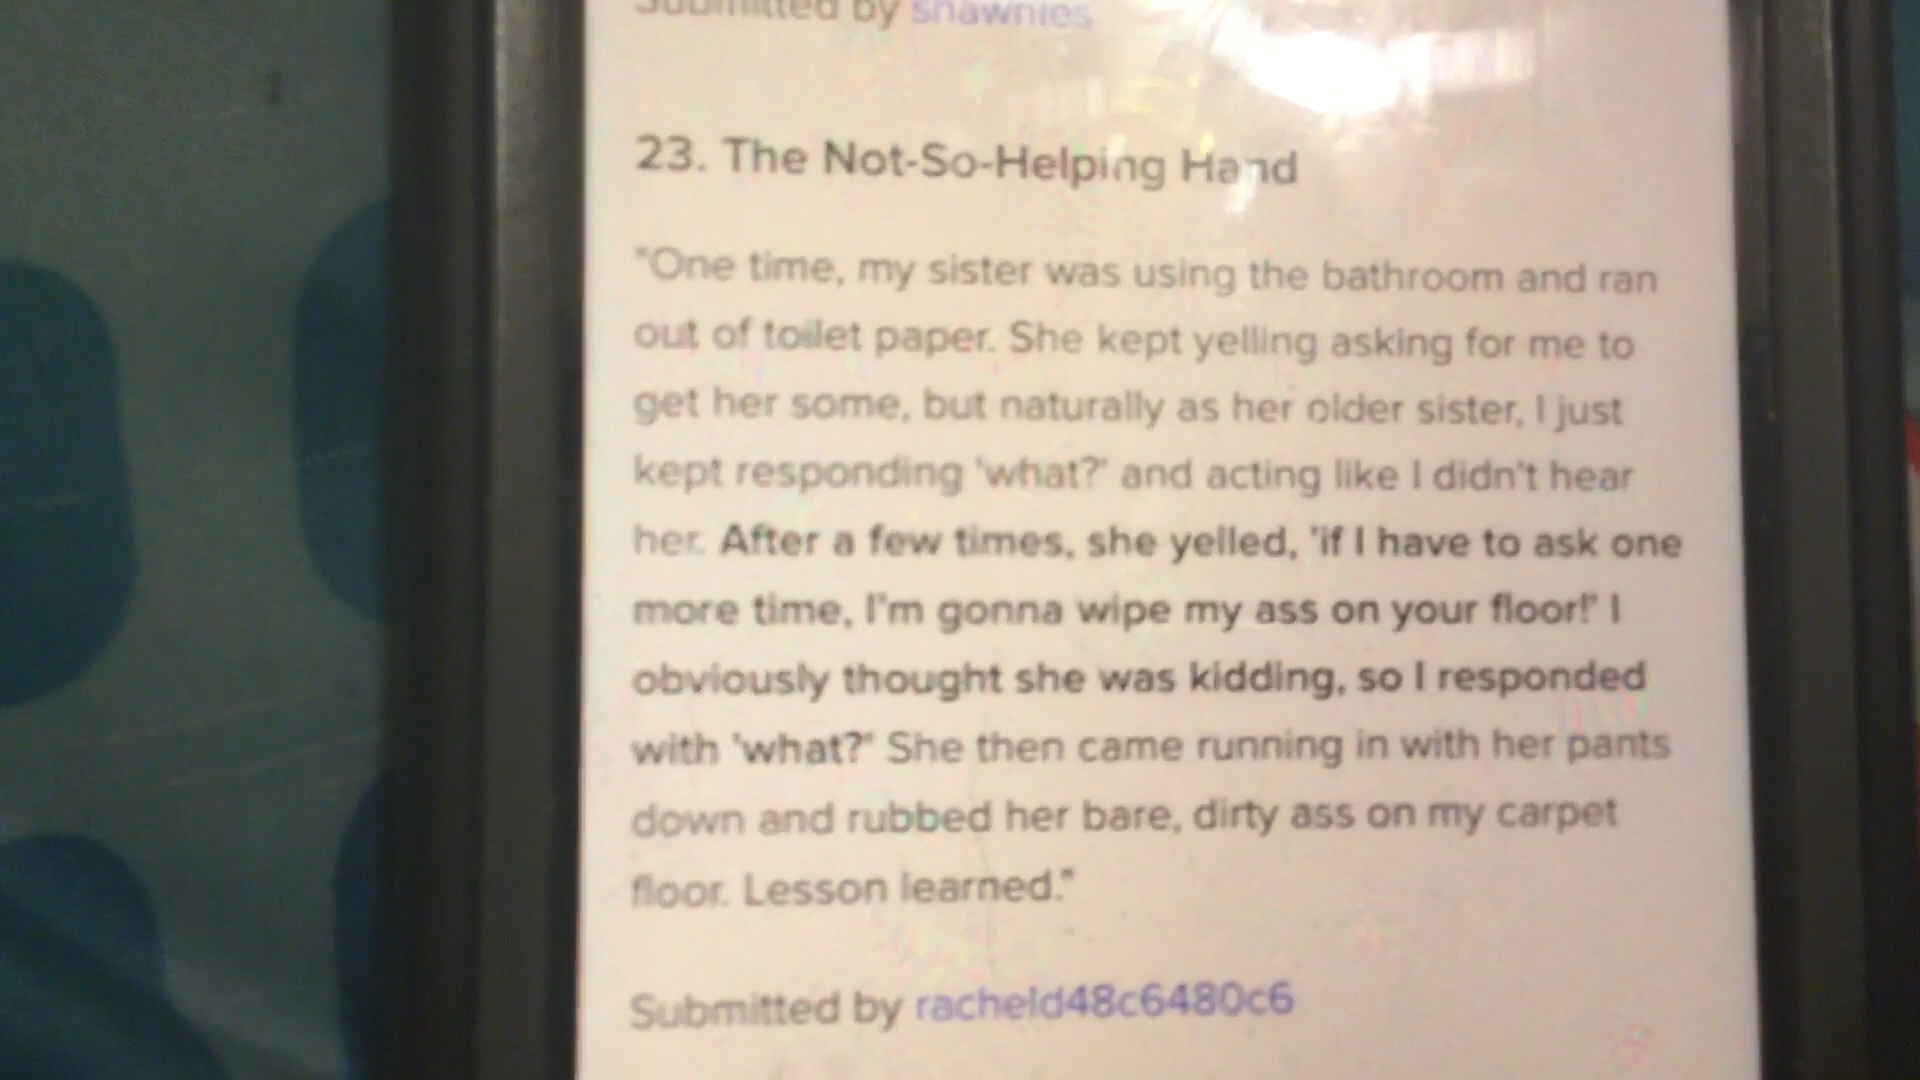 Submitted by shawnies
23. The Not-So-Helping Hand
"One time, my sister was using the bathroom and ran
out of toilet paper. She kept yelling asking for me to
get her some, but naturally as her older sister, I just
kept responding 'what?' and acting like I didn't hear
her. After a few times, she yelled, 'if I have to ask one
more time, I'm gonna wipe my ass on your floor!' I
obviously thought she was kidding, so I responded
with 'what?' She then came running in with her pants
down and rubbed her bare, dirty ass on my carpet
floor. Lesson learned."
Submitted by racheld48c6480c6